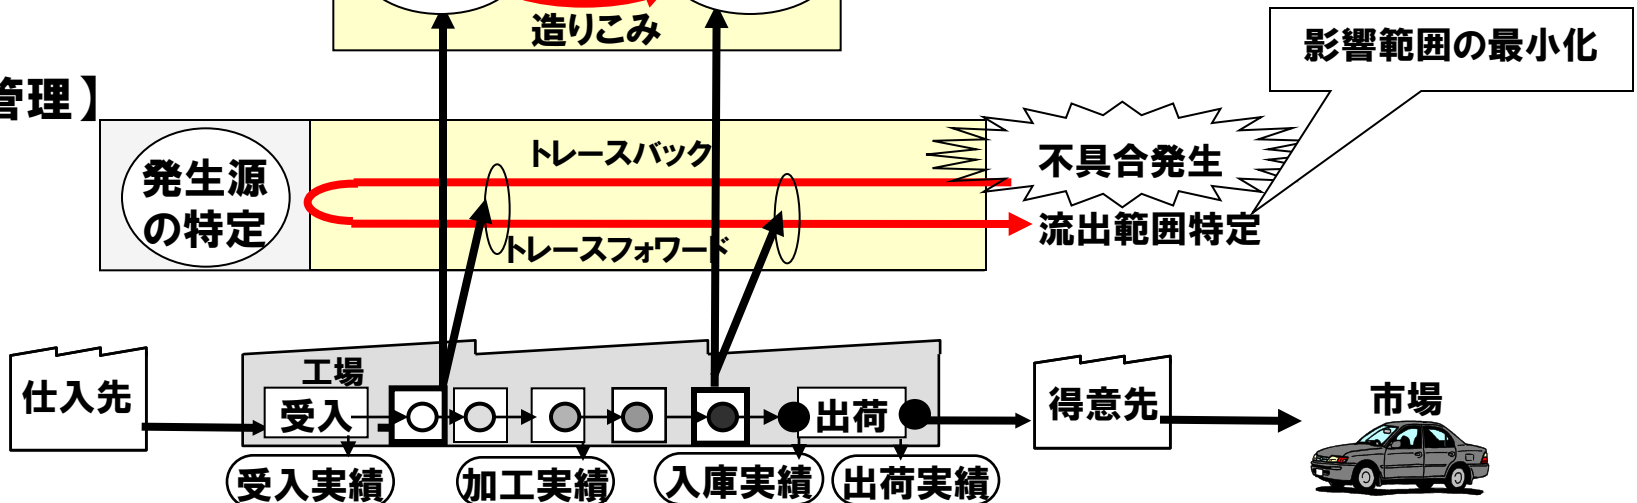 造りこみ
影響範囲の最小化
管理】
発生源
の特定
トレースバック
不具合発生
トレースフォワード
流出範囲特定
仕入先
工場
受入
出荷
得意先
市場
受入実績
加工実績
入庫実績
出荷実績